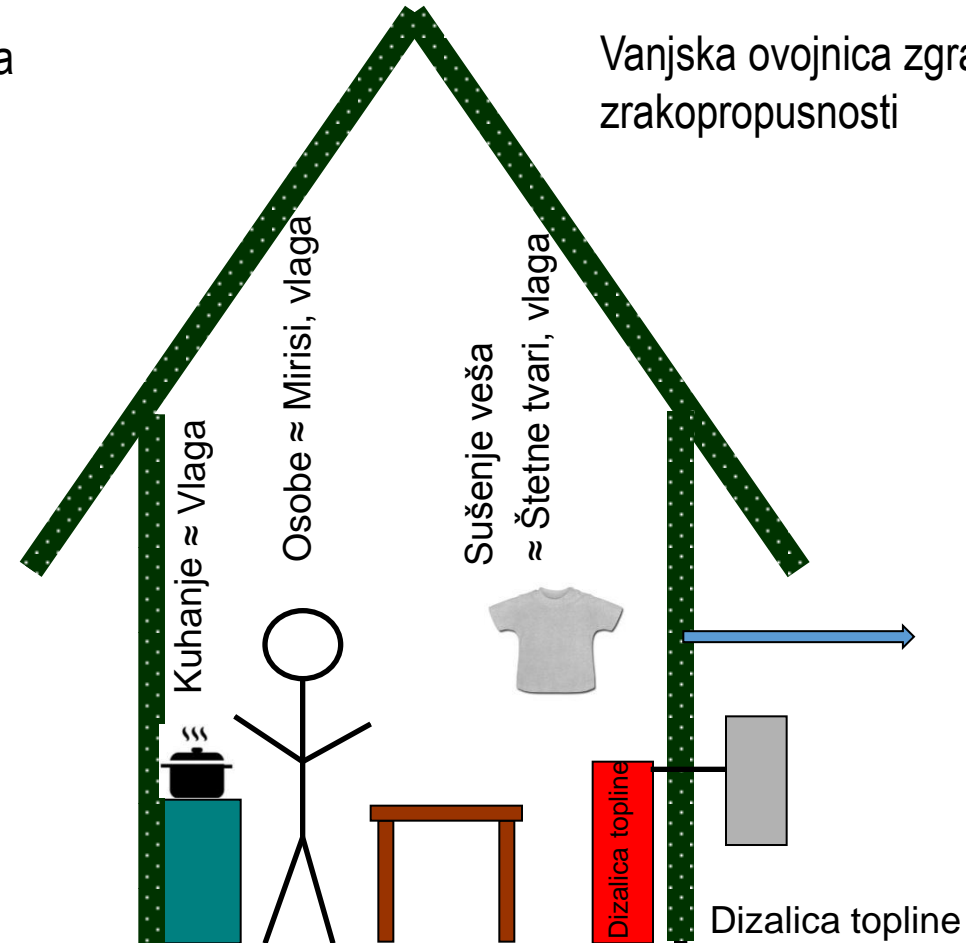 a
Vanjska ovojnica zgra
zrakopropusnosti
Kuhanje ≈ Vlaga
Osobe ≈ Mirisi, vlaga
Sušenje veša
≈ Štetne tvari, vlaga
Dizalica topline
Dizalica topline